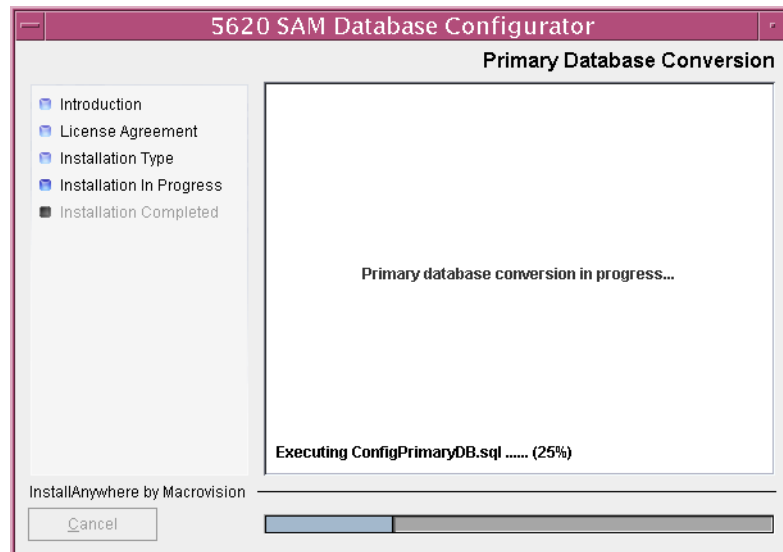 5620 SAM Database Configurator
Primary Database Conversion
Introduction
License Agreement
Installation Type
Installation In Progress
Installation Completed
Primary database conversion in progress...
Executing ConfigPrimaryDB.sql ...... (25%)
InstallAnywhere by Macrovision
Cancel